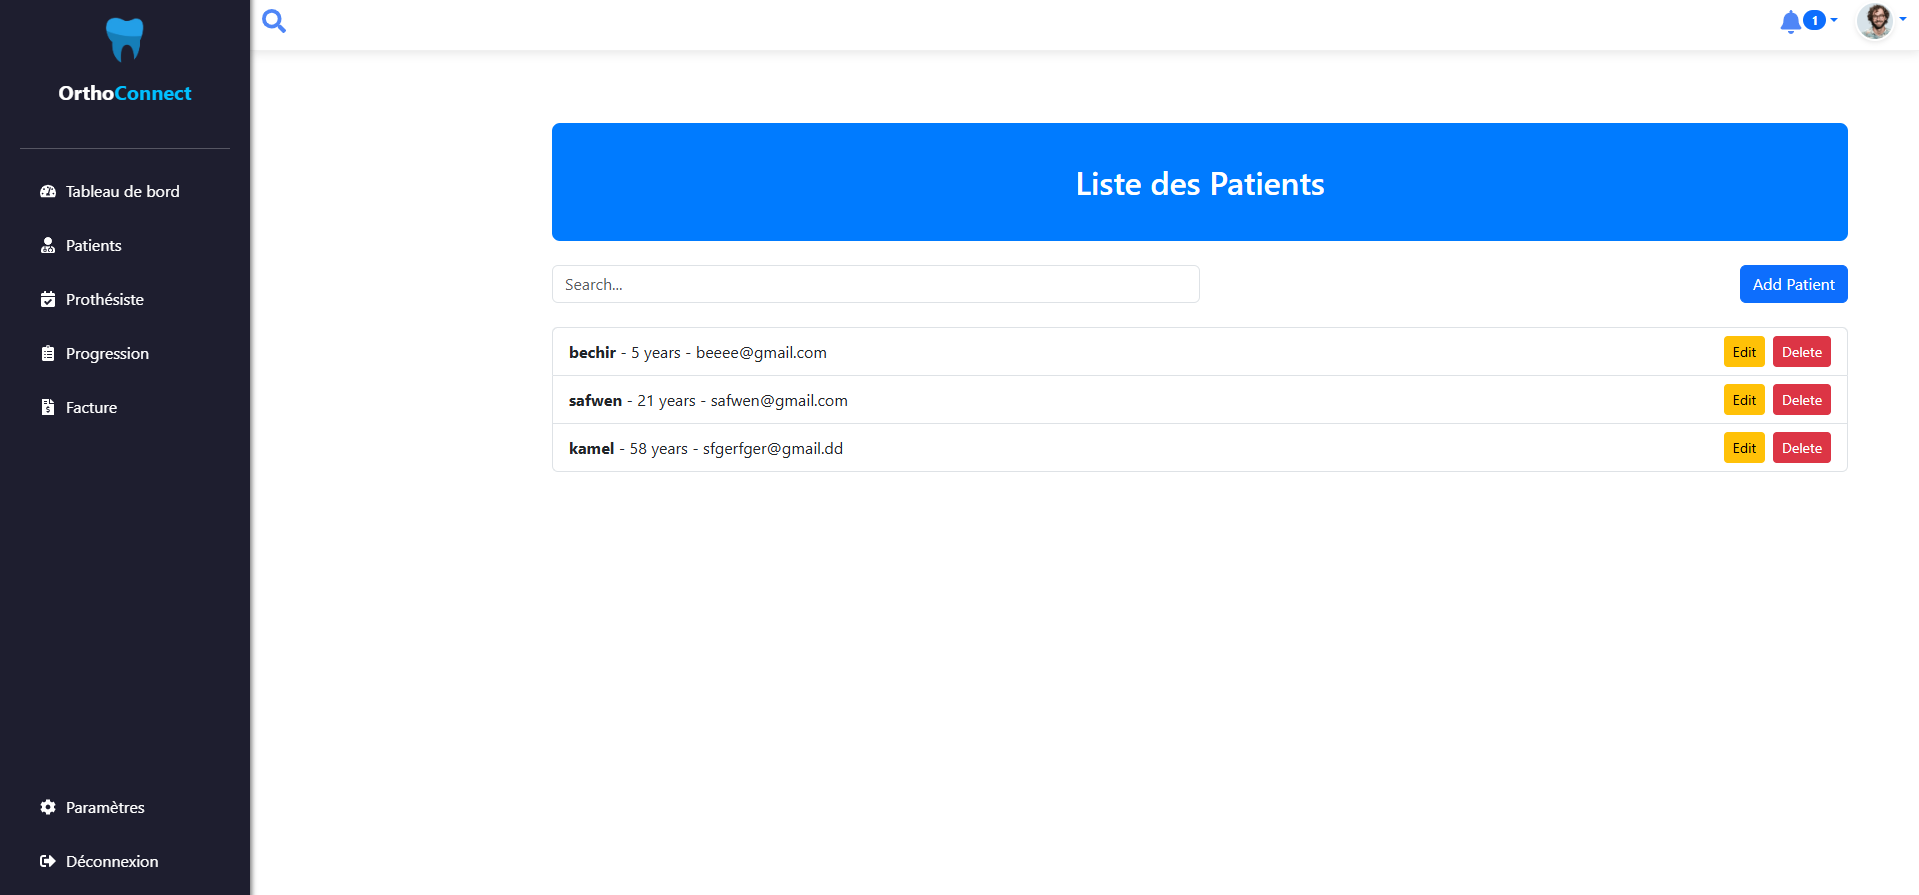 OrthoConnect
Tableau de bord
Patients
Prothésiste
Progression
Facture
Paramètres
Déconnexion
1
Liste des Patients
Search...
Add Patient
bechir - 5 years - beeee@gmail.com Edit Delete
safwen - 21 years - safwen@gmail.com Edit Delete
kamel - 58 years - sfgerfger@gmail.dd Edit Delete